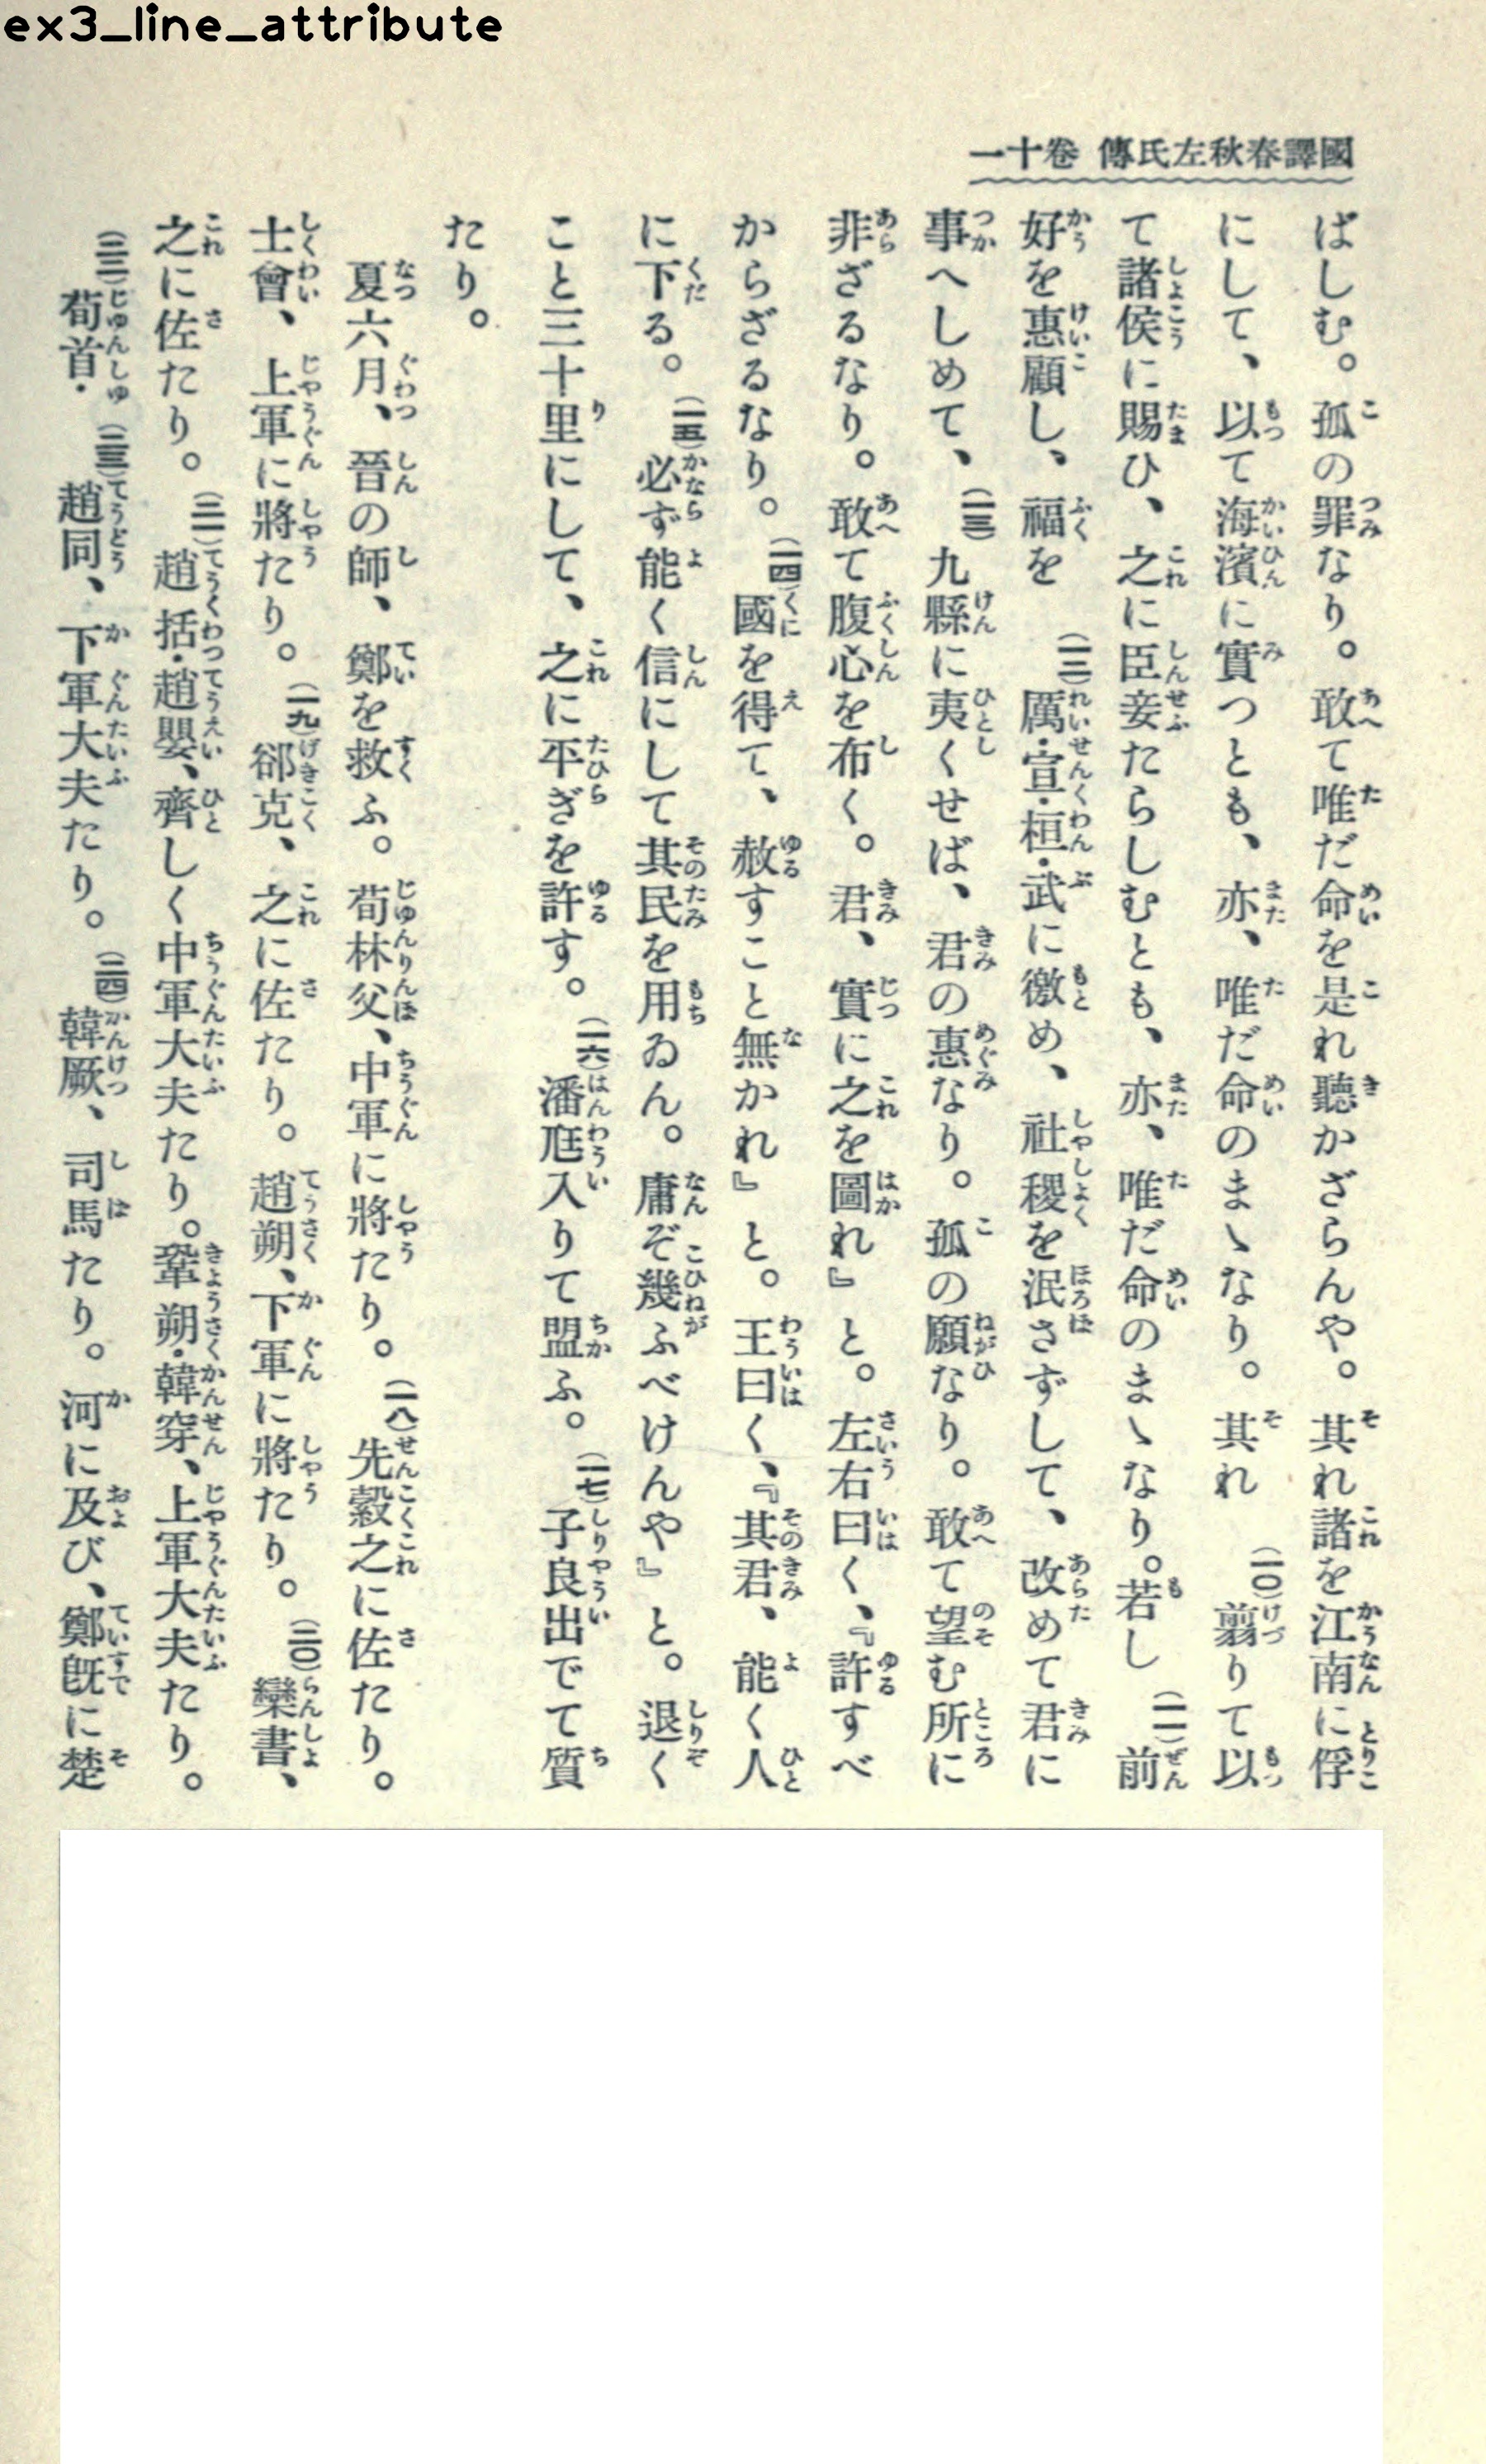 ex3_line_attribute
國譯春秋左氏傳 卷十一
ばしむ。孤の罪なり。敢て唯だ命を是れ聽かざらんや。其れ諸を江南に俘
にして、以て海濱に實つとも、亦、唯だ命のまゝなり。其れ(一〇)翦りて以
て諸侯に賜ひ、之に臣妾たらしむとも、亦、唯だ命のまゝなり。若し(一一)前
好を惠顧し、福を(一二)厲·宣·桓·武に徼め、社稷を泯さずして、改めて君に
事へしめて、(一三)九縣に夷くせば、君の惠なり。孤の願なり。敢て望む所に
非ざるなり。敢て腹心を布く。君、實に之を圖れ』と。左右曰く、『許すべ
からざるなり。(一四)國を得て、赦すこと無かれ』と。王曰く、『其君、能く人
に下る。(一五)必ず能く信にして其民を用ゐん。庸ぞ幾ふべけんや』と。退く
こと三十里にして、之に平ぎを許す。(一六)潘尫入りて盟ふ。(一七)子良出でて質
たり。
夏六月、晉の師、鄭を救ふ。荀林父、中軍に將たり。(一八)先縠之に佐たり。
士會、上軍に將たり。(一九)郤克、之に佐たり。趙朔、下軍に將たり。(二〇)欒書、
之に佐たり。(二一)趙括·趙嬰、齊しく中軍大夫たり。鞏朔·韓穿、上軍大夫たり。
(二二)荀首·(二三)趙同、下軍大夫たり。(二四)韓厥、司馬たり。河に及び、鄭既に楚